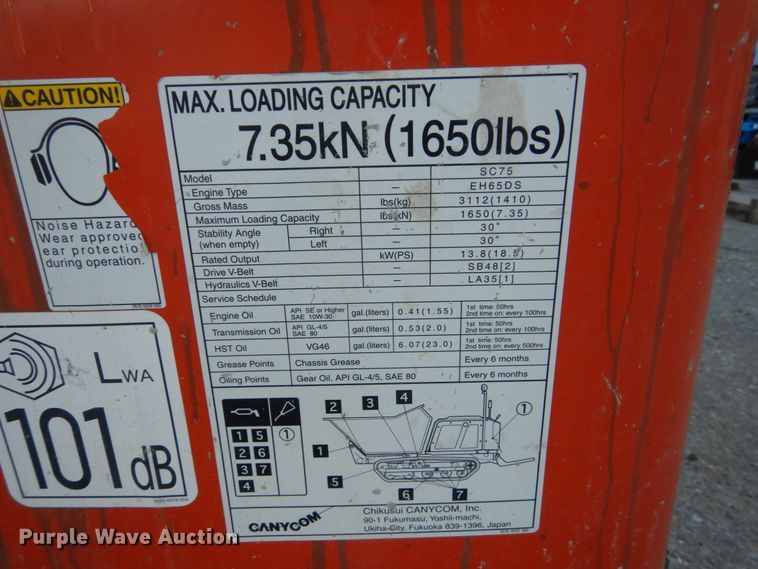 CAUTION!
Noise Hazard
Wear approved
ear protection
during operation.
LWA
101 dB
MAX. LOADING CAPACITY
7.35kN (1650lbs)
Model – SC75
Engine Type – EH65DS
Gross Mass lbs(kg) 3112(1410)
Maximum Loading Capacity lbs(kN) 1650(7.35)
Stability Angle (when empty) Right – 30°
Left – 30°
Rated Output kW(PS) 13.8(18.5)
Drive V-Belt – SB48[2]
Hydraulics V-Belt – LA35[1]
Service Schedule
Engine Oil API SE or Higher SAE 10W-30 gal.(liters) 0.41(1.55) 1st time: 50hrs 2nd time on: every 100hrs
Transmission Oil API GL-4/5 SAE 80 gal.(liters) 0.53(2.0) 1st time: 50hrs
HST Oil VG46 gal.(liters) 6.07(23.0) 1st time: 50hrs 2nd time on: every 500hrs
Grease Points Chassis Grease Every 6 months
Oiling Points Gear Oil, API GL-4/5, SAE 80 Every 6 months
1 5 ①
2 6
3 7
4
2 3 4 ①
1
5
6 7
CANYCOM
Chikusui CANYCOM, Inc.
90-1 Fukumasu, Yoshii-machi,
Ukiha-City, Fukuoka 839-1396, Japan
Purple Wave Auction